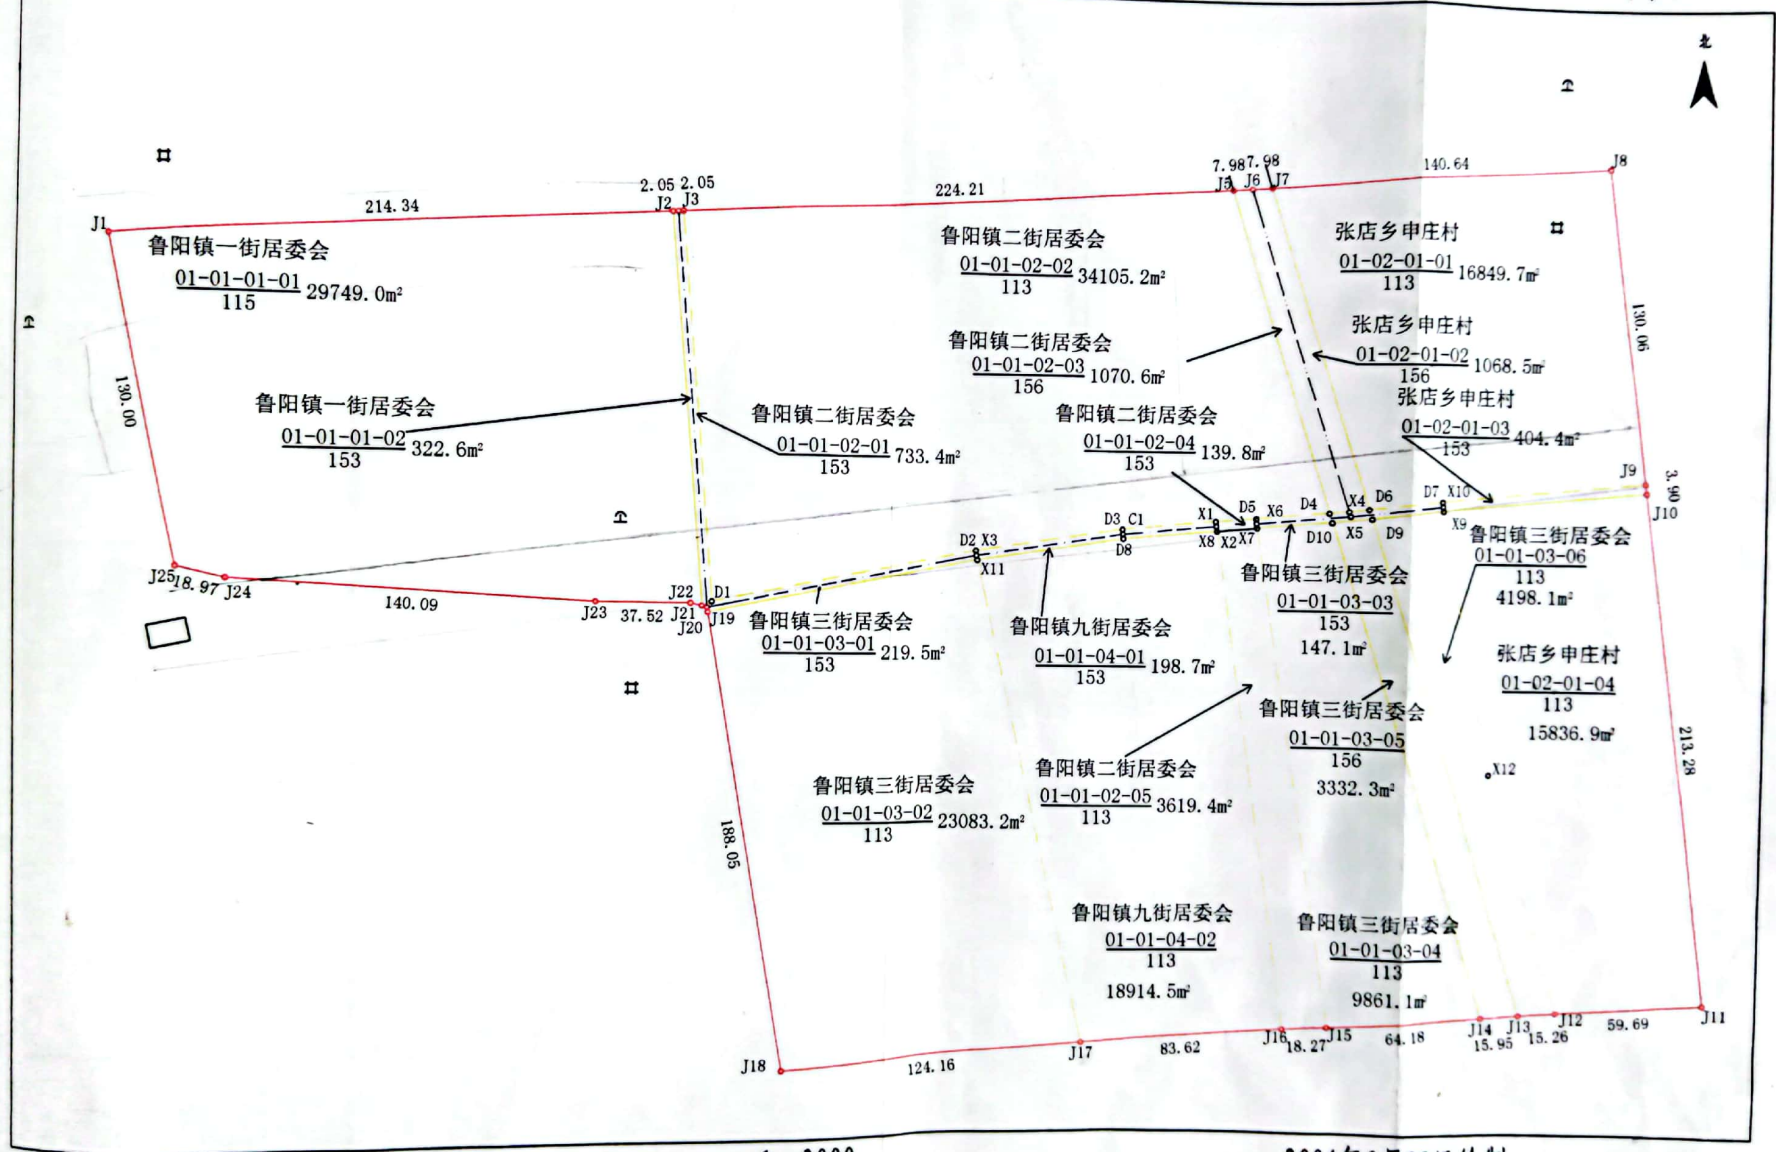 北
J1
214.34
2.05 2.05
J2 J3
224.21
7.98 7.98
J5 J6 J7
140.64
J8
鲁阳镇一街居委会
01-01-01-01 29749.0㎡
115
鲁阳镇二街居委会
01-01-02-02 34105.2㎡
113
张店乡申庄村
01-02-01-01 16849.7㎡
113
130.06
鲁阳镇二街居委会
01-01-02-03 1070.6㎡
156
张店乡申庄村
01-02-01-02 1068.5㎡
156
130.00
鲁阳镇一街居委会
01-01-01-02 322.6㎡
153
鲁阳镇二街居委会
01-01-02-01 733.4㎡
153
鲁阳镇二街居委会
01-01-02-04 139.8㎡
153
张店乡申庄村
01-02-01-03 404.4㎡
153
J9
3.90
J10
D2 X3
X11
D3 C1
D8
X1
X8 X2
D5 X6
X7
D4
D10
X4
X5
D6
D9
D7 X10
X9
J25
18.97
J24
140.09
J23
37.52
J22
J21
J20
D1
J19
鲁阳镇三街居委会
01-01-03-01 219.5㎡
153
鲁阳镇九街居委会
01-01-04-01 198.7㎡
153
鲁阳镇三街居委会
01-01-03-03
153
147.1㎡
鲁阳镇三街居委会
01-01-03-06
113
4198.1㎡
张店乡申庄村
01-02-01-04
113
15836.9㎡
鲁阳镇三街居委会
01-01-03-05
156
3332.3㎡
X12
213.28
188.05
鲁阳镇三街居委会
01-01-03-02 23083.2㎡
113
鲁阳镇二街居委会
01-01-02-05 3619.4㎡
113
鲁阳镇九街居委会
01-01-04-02
113
18914.5㎡
鲁阳镇三街居委会
01-01-03-04
113
9861.1㎡
J18
124.16
J17
83.62
J16
18.27
J15
64.18
J14
15.95
J13
15.26
J12
59.69
J11